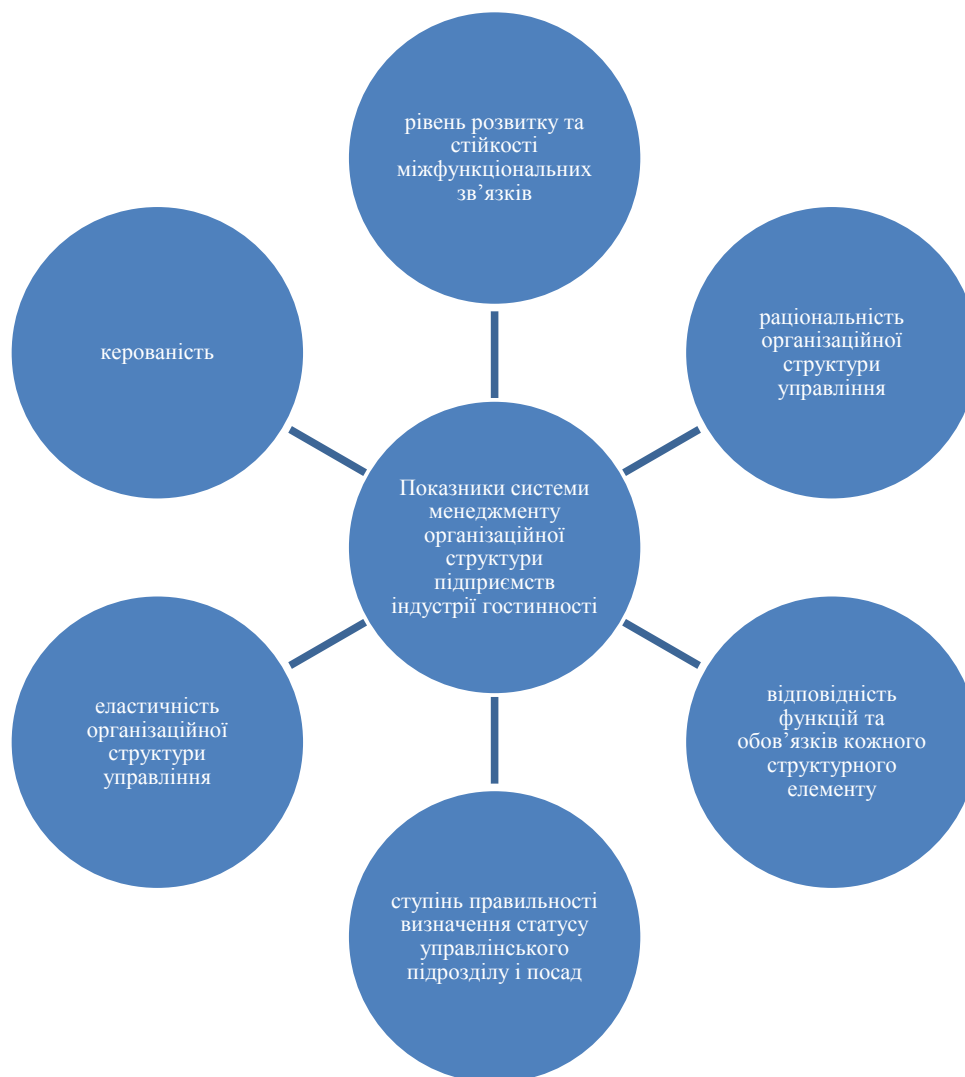 рівень розвитку та
стійкості
міжфункціональних
зв’язків
раціональність
організаційної
структури
управління
керованість
Показники системи
менеджменту
організаційної
структури
підприємств
індустрії гостинності
відповідність
функцій та
обов’язків кожного
структурного
елементу
еластичність
організаційної
структури
управління
ступінь правильності
визначення статусу
управлінського
підрозділу і посад